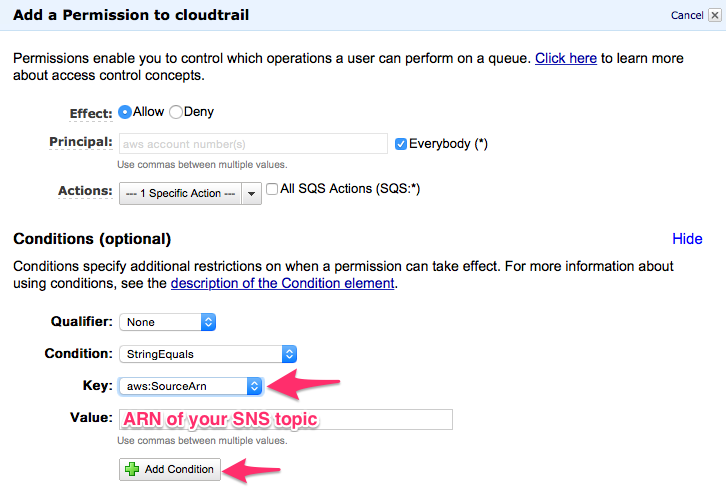 Add a Permission to cloudtrail Cancel
Permissions enable you to control which operations a user can perform on a queue. Click here to learn more
about access control concepts.
Effect: Allow Deny
Principal: aws account number(s) Everybody (*)
Use commas between multiple values.
Actions: --- 1 Specific Action --- All SQS Actions (SQS:*)
Conditions (optional) Hide
Conditions specify additional restrictions on when a permission can take effect. For more information about
using conditions, see the description of the Condition element.
Qualifier: None
Condition: StringEquals
Key: aws:SourceArn
Value: ARN of your SNS topic
Use commas between multiple values.
Add Condition